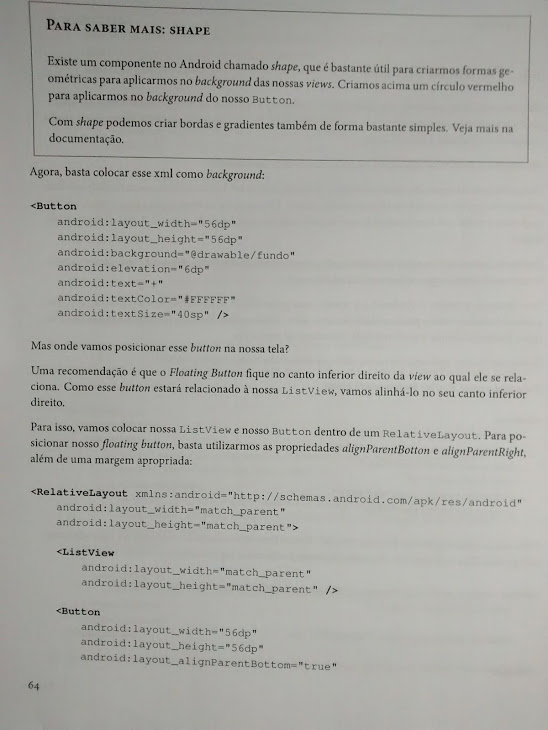 PARA SABER MAIS: SHAPE
Existe um componente no Android chamado shape, que é bastante útil para criarmos formas ge-
ométricas para aplicarmos no background das nossas views. Criamos acima um círculo vermelho
para aplicarmos no background do nosso Button.
Com shape podemos criar bordas e gradientes também de forma bastante simples. Veja mais na
documentação.
Agora, basta colocar esse xml como background:
<Button
android:layout_width="56dp"
android:layout_height="56dp"
android:background="@drawable/fundo"
android:elevation="6dp"
android:text="+"
android:textColor="#FFFFFF"
android:textSize="40sp" />
Mas onde vamos posicionar esse button na nossa tela?
Uma recomendação é que o Floating Button fique no canto inferior direito da view ao qual ele se rela-
ciona. Como esse button estará relacionado à nossa ListView, vamos alinhá-lo no seu canto inferior
direito.
Para isso, vamos colocar nossa ListView e nosso Button dentro de um RelativeLayout. Para po-
sicionar nosso floating button, basta utilizarmos as propriedades alignParentBotton e alignParentRight,
além de uma margem apropriada:
<RelativeLayout xmlns:android="http://schemas.android.com/apk/res/android"
android:layout_width="match_parent"
android:layout_height="match_parent">
<ListView
android:layout_width="match_parent"
android:layout_height="match_parent" />
<Button
android:layout_width="56dp"
android:layout_height="56dp"
android:layout_alignParentBottom="true"
64